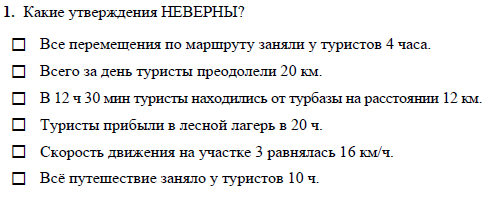 1. Какие утверждения НЕВЕРНЫ?
Все перемещения по маршруту заняли у туристов 4 часа.
Всего за день туристы преодолели 20 км.
В 12 ч 30 мин туристы находились от турбазы на расстоянии 12 км.
Туристы прибыли в лесной лагерь в 20 ч.
Скорость движения на участке 3 равнялась 16 км/ч.
Всё путешествие заняло у туристов 10 ч.